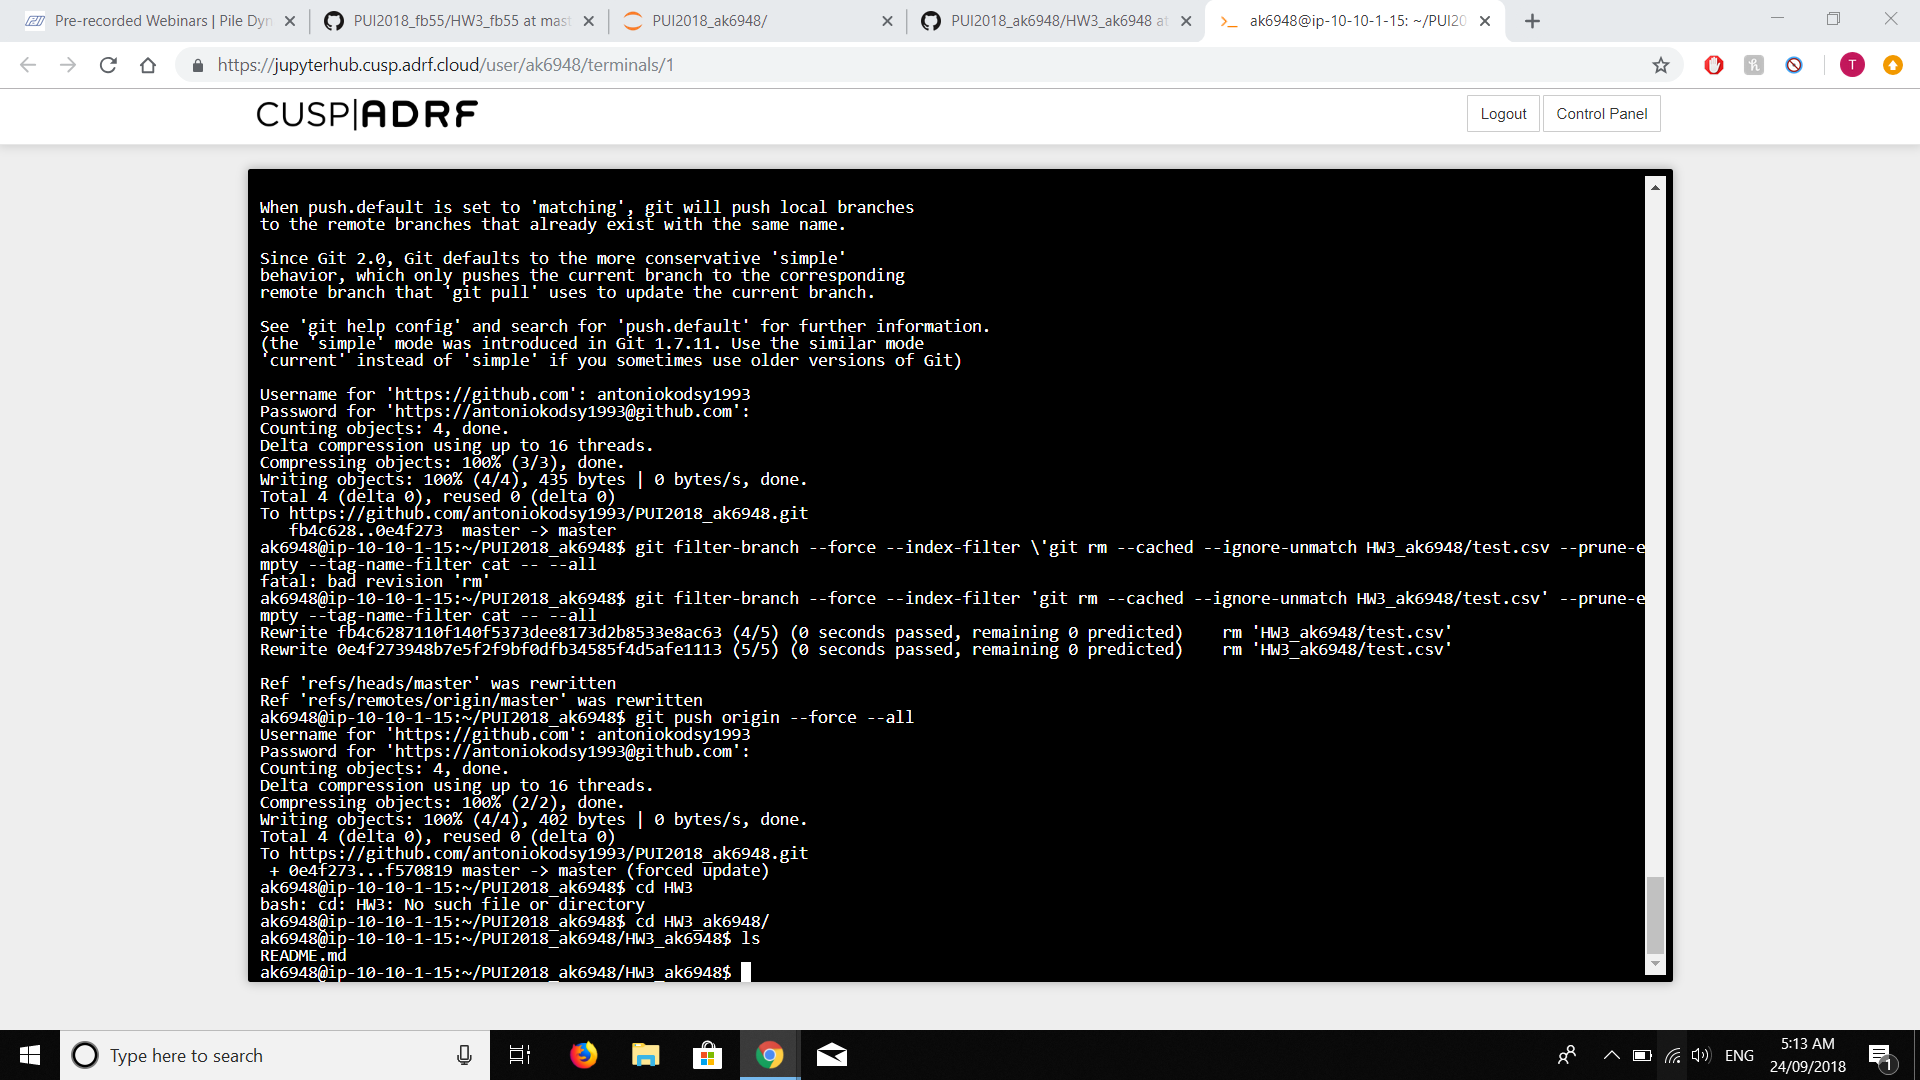 Pre-recorded Webinars | Pile Dyn
PUI2018_fb55/HW3_fb55 at mast
PUI2018_ak6948/
PUI2018_ak6948/HW3_ak6948 at
ak6948@ip-10-10-1-15: ~/PUI20
https://jupyterhub.cusp.adrf.cloud/user/ak6948/terminals/1
T
CUSP|ADRF
Logout
Control Panel
When push.default is set to 'matching', git will push local branches
to the remote branches that already exist with the same name.
Since Git 2.0, Git defaults to the more conservative 'simple'
behavior, which only pushes the current branch to the corresponding
remote branch that 'git pull' uses to update the current branch.
See 'git help config' and search for 'push.default' for further information.
(the 'simple' mode was introduced in Git 1.7.11. Use the similar mode
'current' instead of 'simple' if you sometimes use older versions of Git)
Username for 'https://github.com': antoniokodsy1993
Password for 'https://antoniokodsy1993@github.com':
Counting objects: 4, done.
Delta compression using up to 16 threads.
Compressing objects: 100% (3/3), done.
Writing objects: 100% (4/4), 435 bytes | 0 bytes/s, done.
Total 4 (delta 0), reused 0 (delta 0)
To https://github.com/antoniokodsy1993/PUI2018_ak6948.git
fb4c628..0e4f273  master -> master
ak6948@ip-10-10-1-15:~/PUI2018_ak6948$ git filter-branch --force --index-filter \'git rm --cached --ignore-unmatch HW3_ak6948/test.csv --prune-e
mpty --tag-name-filter cat -- --all
fatal: bad revision 'rm'
ak6948@ip-10-10-1-15:~/PUI2018_ak6948$ git filter-branch --force --index-filter 'git rm --cached --ignore-unmatch HW3_ak6948/test.csv' --prune-e
mpty --tag-name-filter cat -- --all
Rewrite fb4c6287110f140f5373dee8173d2b8533e8ac63 (4/5) (0 seconds passed, remaining 0 predicted)    rm 'HW3_ak6948/test.csv'
Rewrite 0e4f273948b7e5f2f9bf0dfb34585f4d5afe1113 (5/5) (0 seconds passed, remaining 0 predicted)    rm 'HW3_ak6948/test.csv'
Ref 'refs/heads/master' was rewritten
Ref 'refs/remotes/origin/master' was rewritten
ak6948@ip-10-10-1-15:~/PUI2018_ak6948$ git push origin --force --all
Username for 'https://github.com': antoniokodsy1993
Password for 'https://antoniokodsy1993@github.com':
Counting objects: 4, done.
Delta compression using up to 16 threads.
Compressing objects: 100% (2/2), done.
Writing objects: 100% (4/4), 402 bytes | 0 bytes/s, done.
Total 4 (delta 0), reused 0 (delta 0)
To https://github.com/antoniokodsy1993/PUI2018_ak6948.git
+ 0e4f273...f570819 master -> master (forced update)
ak6948@ip-10-10-1-15:~/PUI2018_ak6948$ cd HW3
bash: cd: HW3: No such file or directory
ak6948@ip-10-10-1-15:~/PUI2018_ak6948$ cd HW3_ak6948/
ak6948@ip-10-10-1-15:~/PUI2018_ak6948/HW3_ak6948$ ls
README.md
ak6948@ip-10-10-1-15:~/PUI2018_ak6948/HW3_ak6948$
Type here to search
ENG
5:13 AM
24/09/2018
1